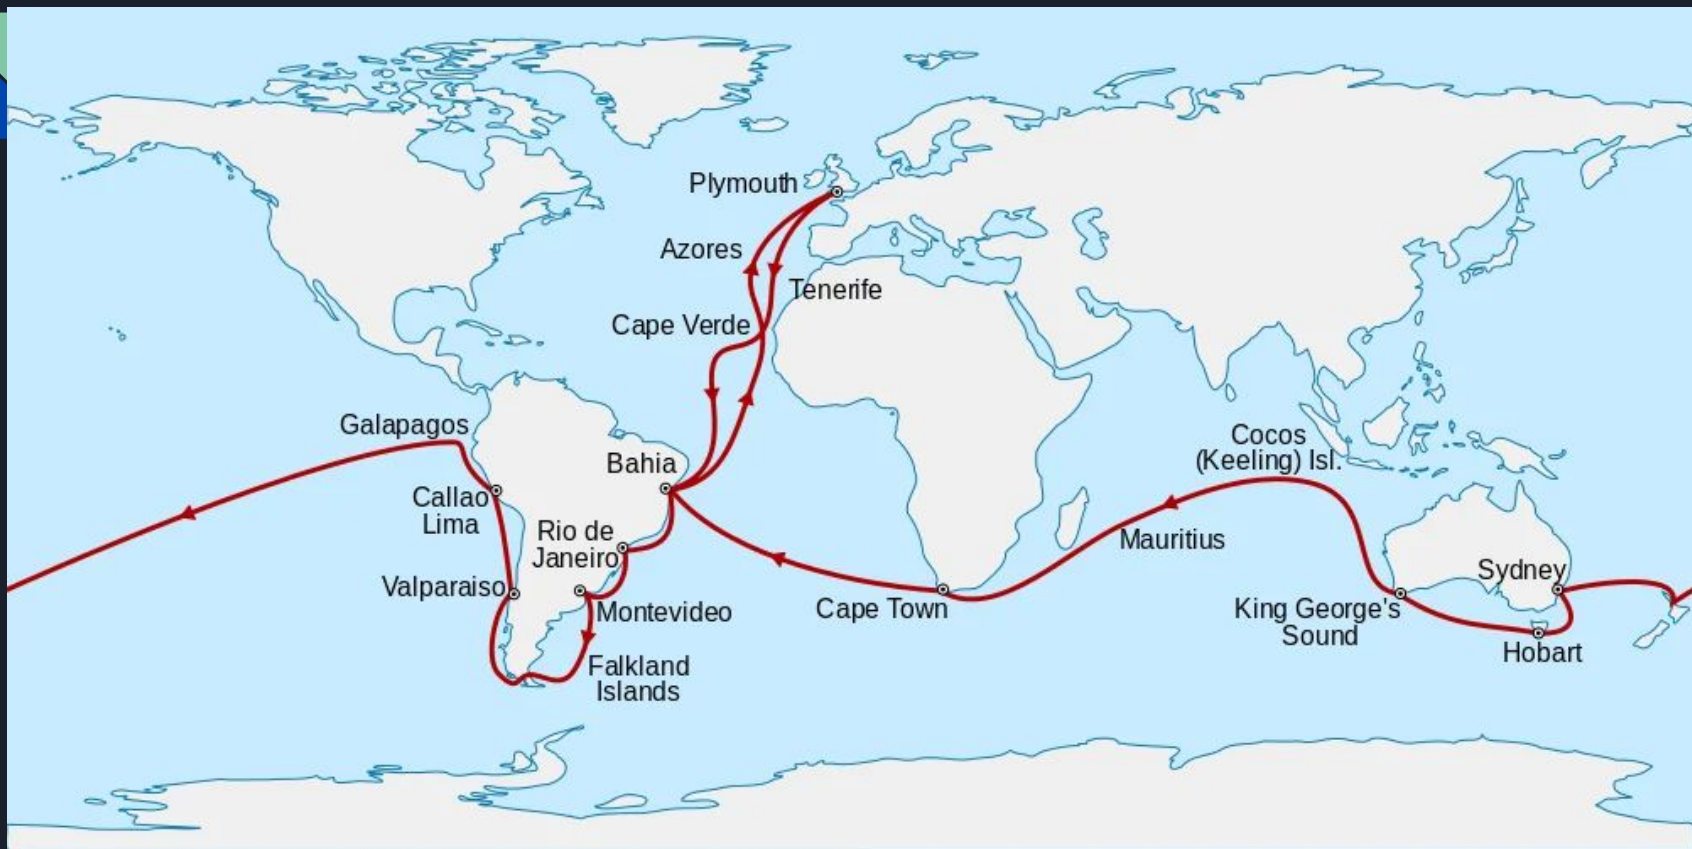 Plymouth
Azores
Tenerife
Cape Verde
Galapagos
Bahia
Cocos
(Keeling) Isl.
Callao
Lima
Rio de
Janeiro
Mauritius
Sydney
Valparaiso
Montevideo
Cape Town
King George's
Sound
Hobart
Falkland
Islands